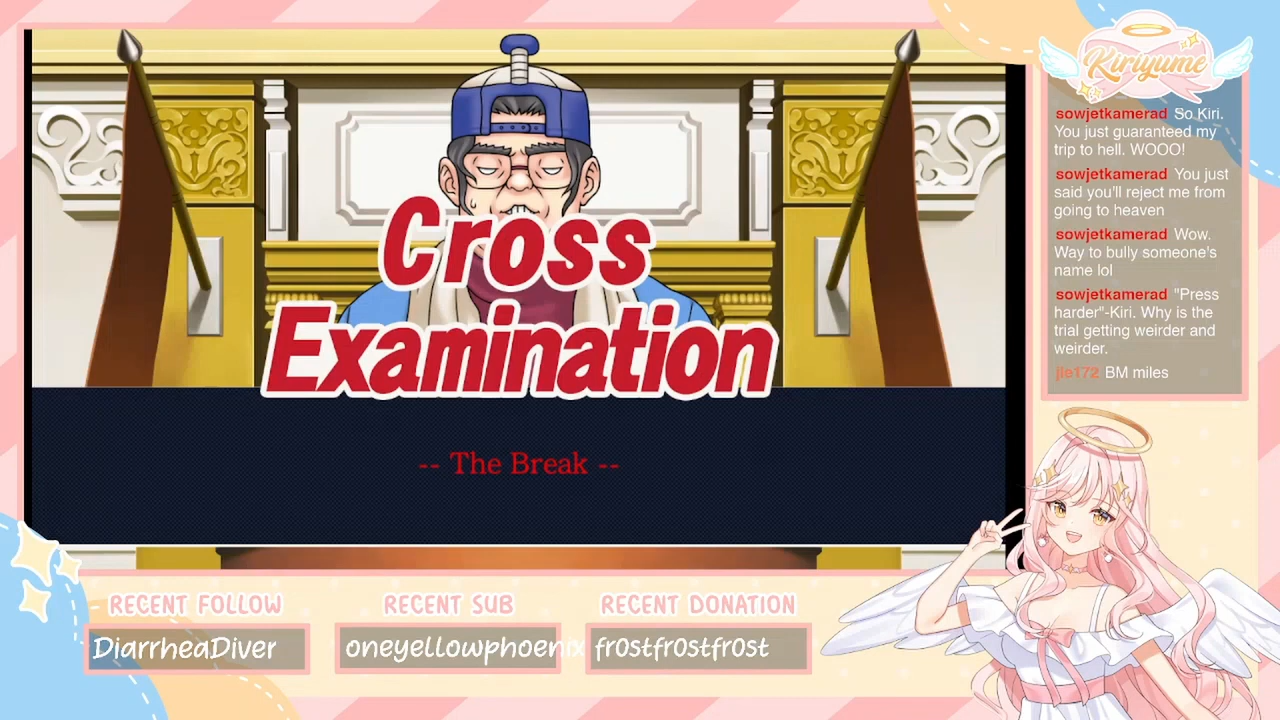 Kiriyume
sowjetkamerad So Kiri.
You just guaranteed my
trip to hell. WOOO!
sowjetkamerad You just
said you'll reject me from
going to heaven
sowjetkamerad Wow.
Way to bully someone's
name lol
sowjetkamerad "Press
harder"-Kiri. Why is the
trial getting weirder and
weirder.
jle172 BM miles
Cross
Examination
-- The Break --
RECENT FOLLOW
DiarrheaDiver
RECENT SUB
oneyellowphoenix
RECENT DONATION
fr0stfr0stfr0st